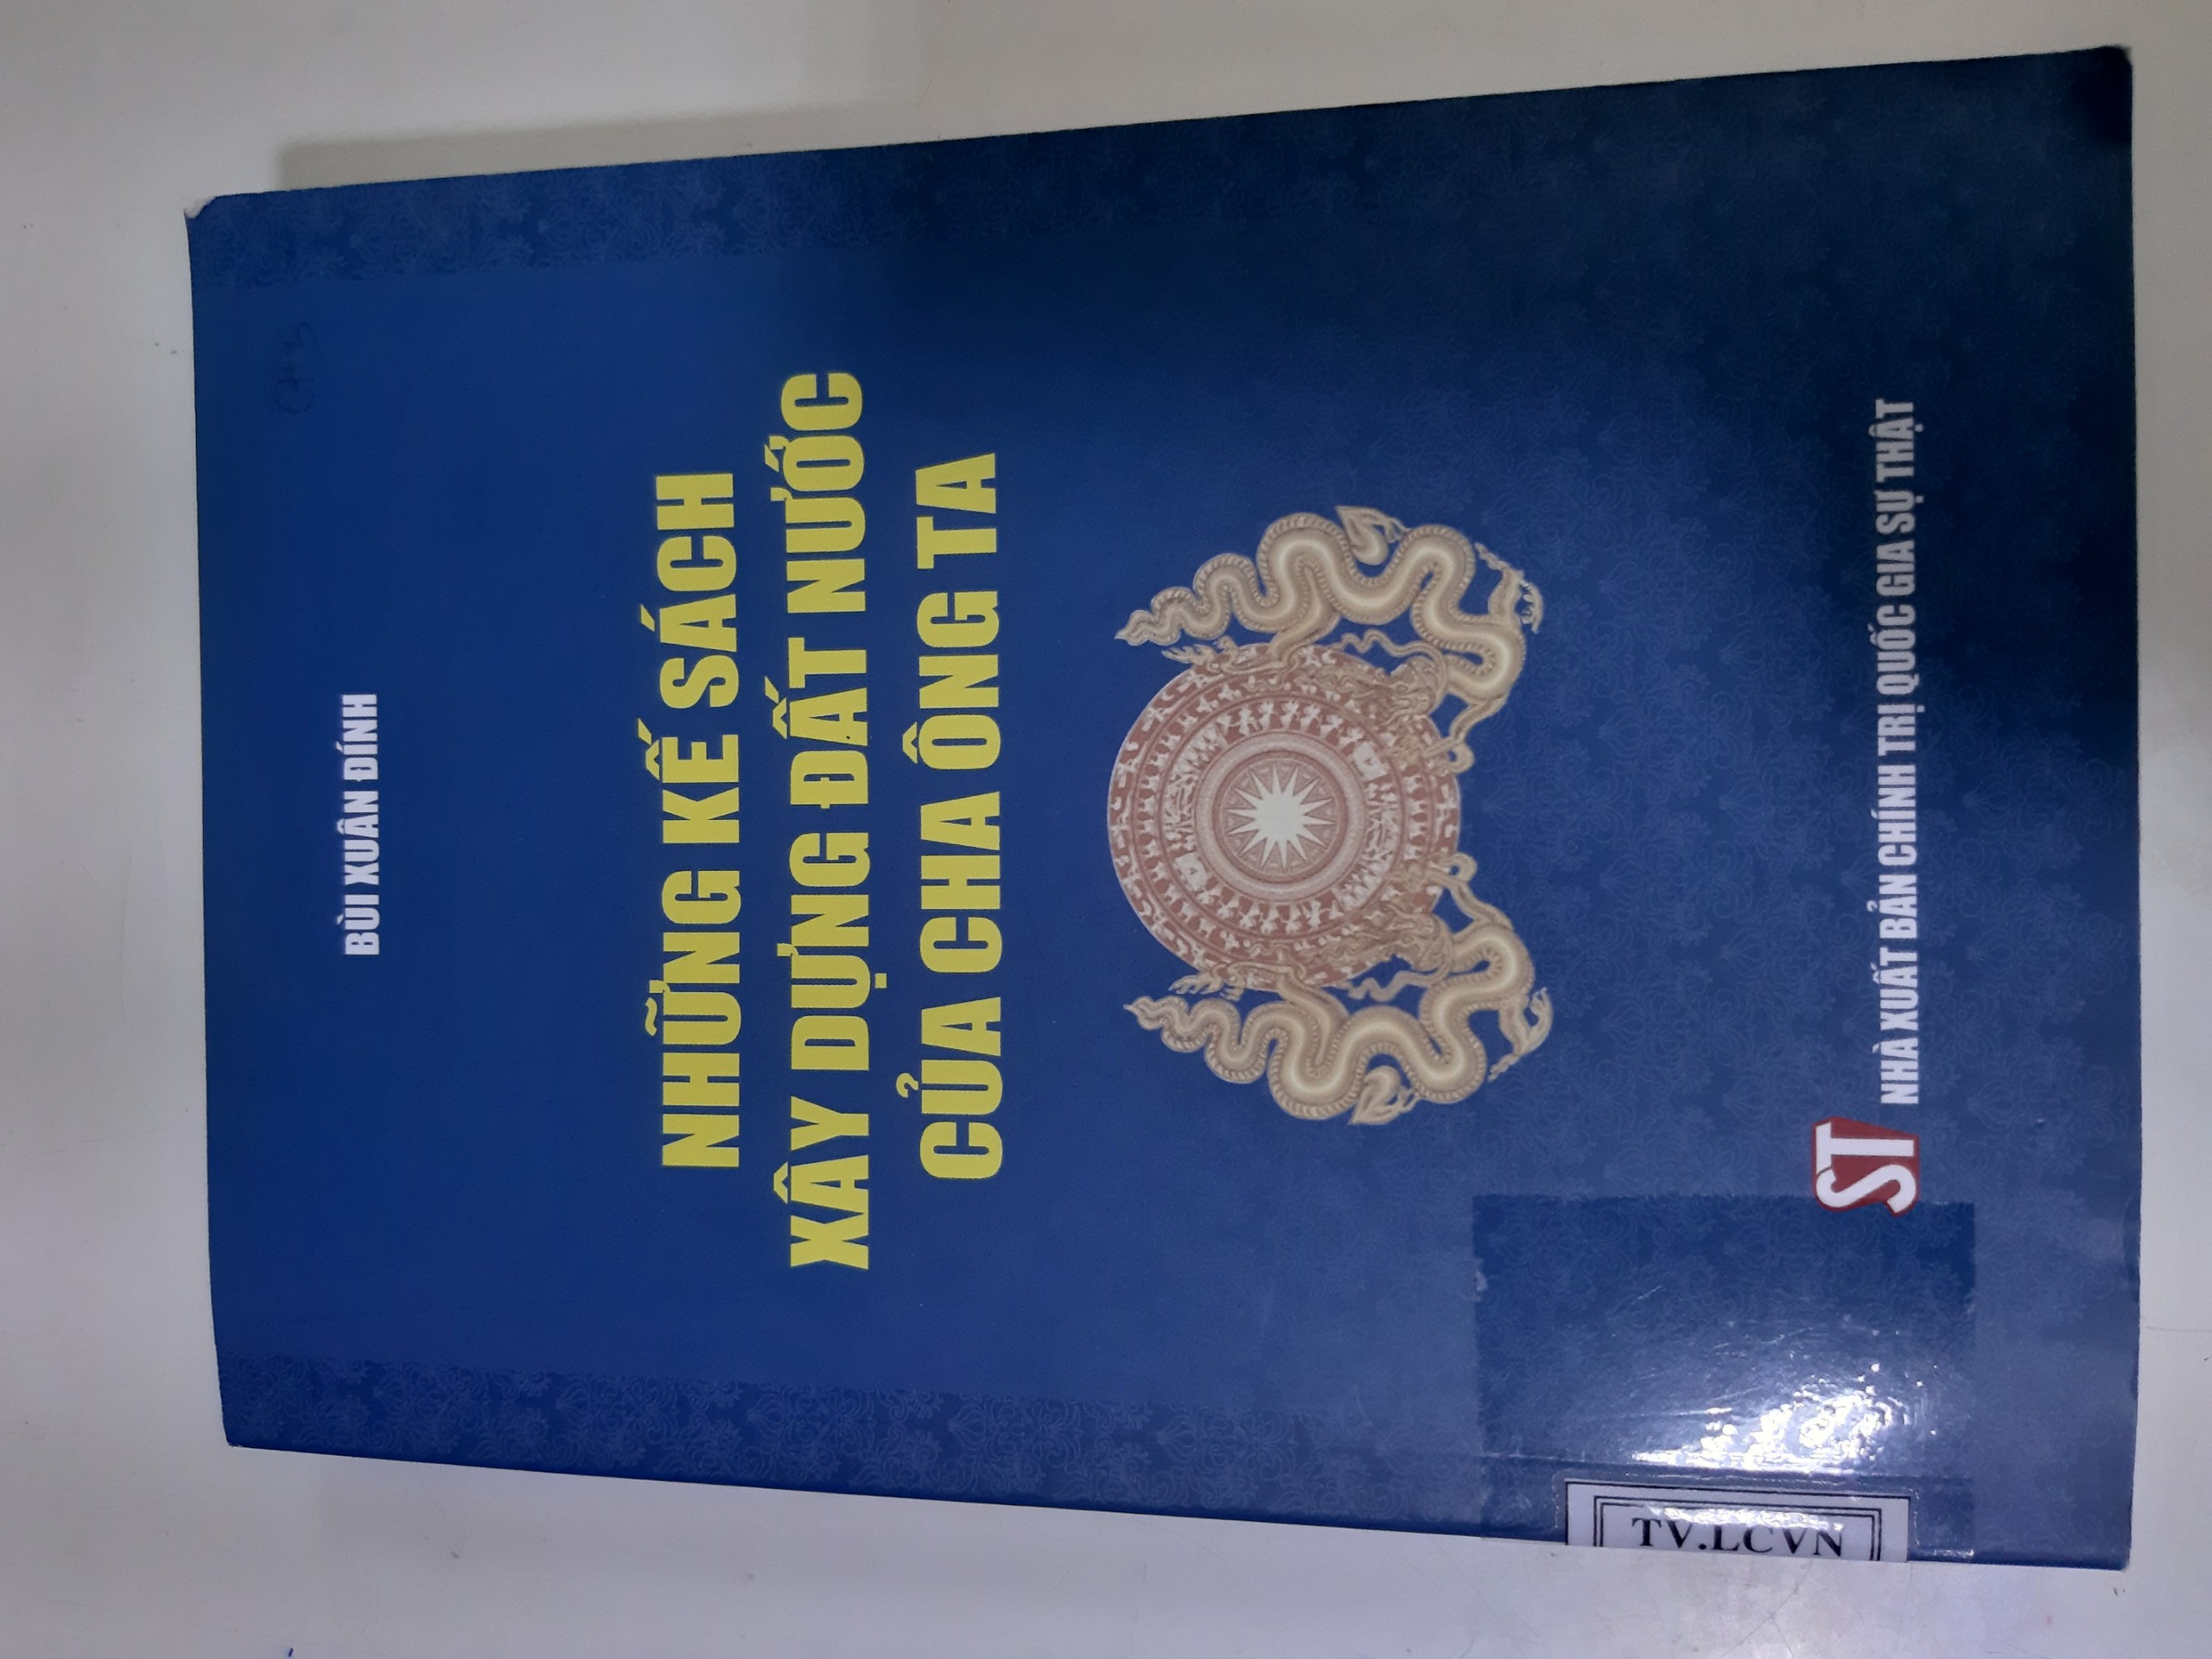 BÙI XUÂN ĐÍNH
NHỮNG KẾ SÁCH
XÂY DỰNG ĐẤT NƯỚC
CỦA CHA ÔNG TA
TV.LCVN
ST
NHÀ XUẤT BẢN CHÍNH TRỊ QUỐC GIA SỰ THẬT